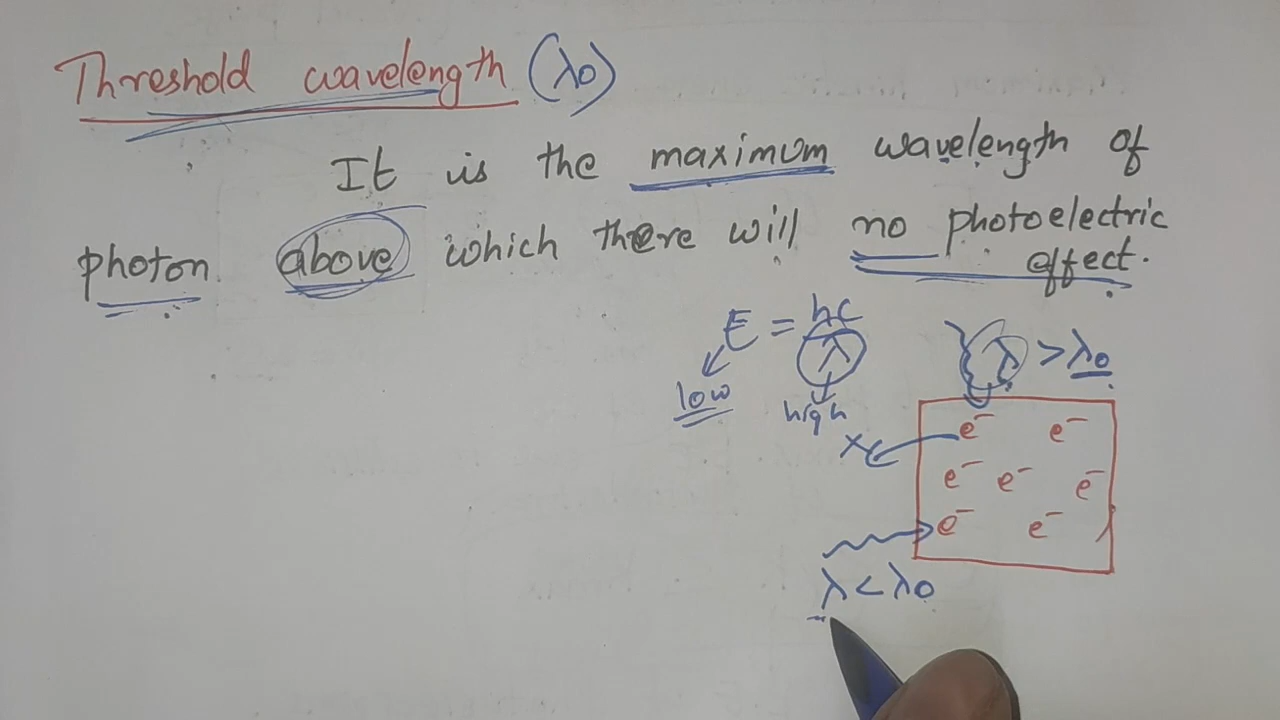 Threshold wavelength (λo)
It is the maximum wavelength of
photon above which there will no photoelectric
effect.
E = hc
λ
low
high
λ > λo
x
e⁻ e⁻
e⁻ e⁻ e⁻
e⁻ e⁻
λ < λo